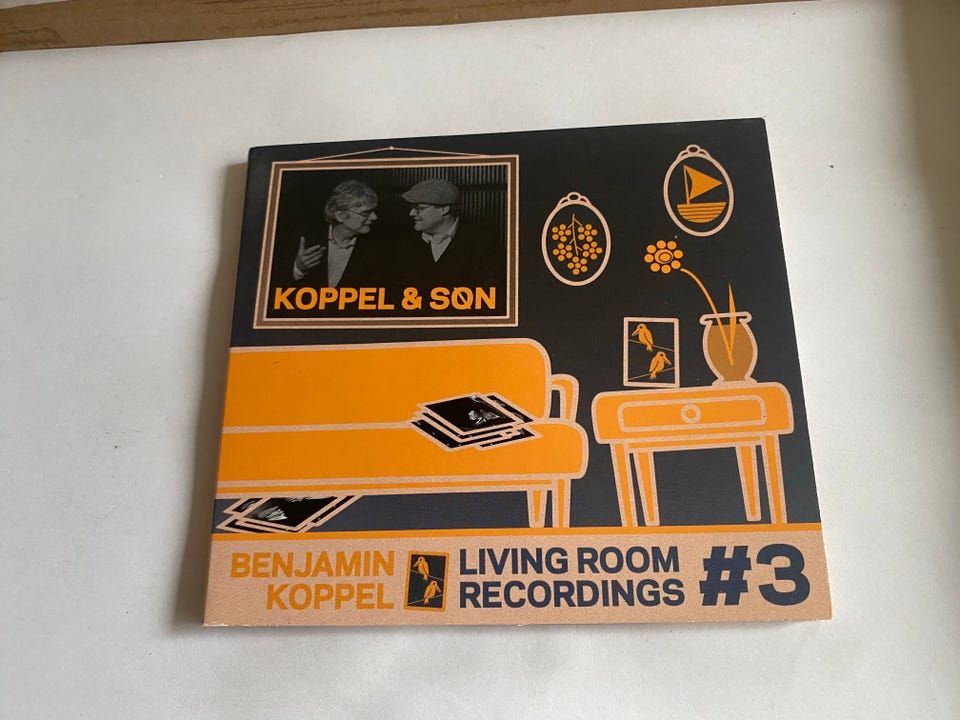 KOPPEL & SØN
BENJAMIN
KOPPEL
LIVING ROOM
RECORDINGS
#3